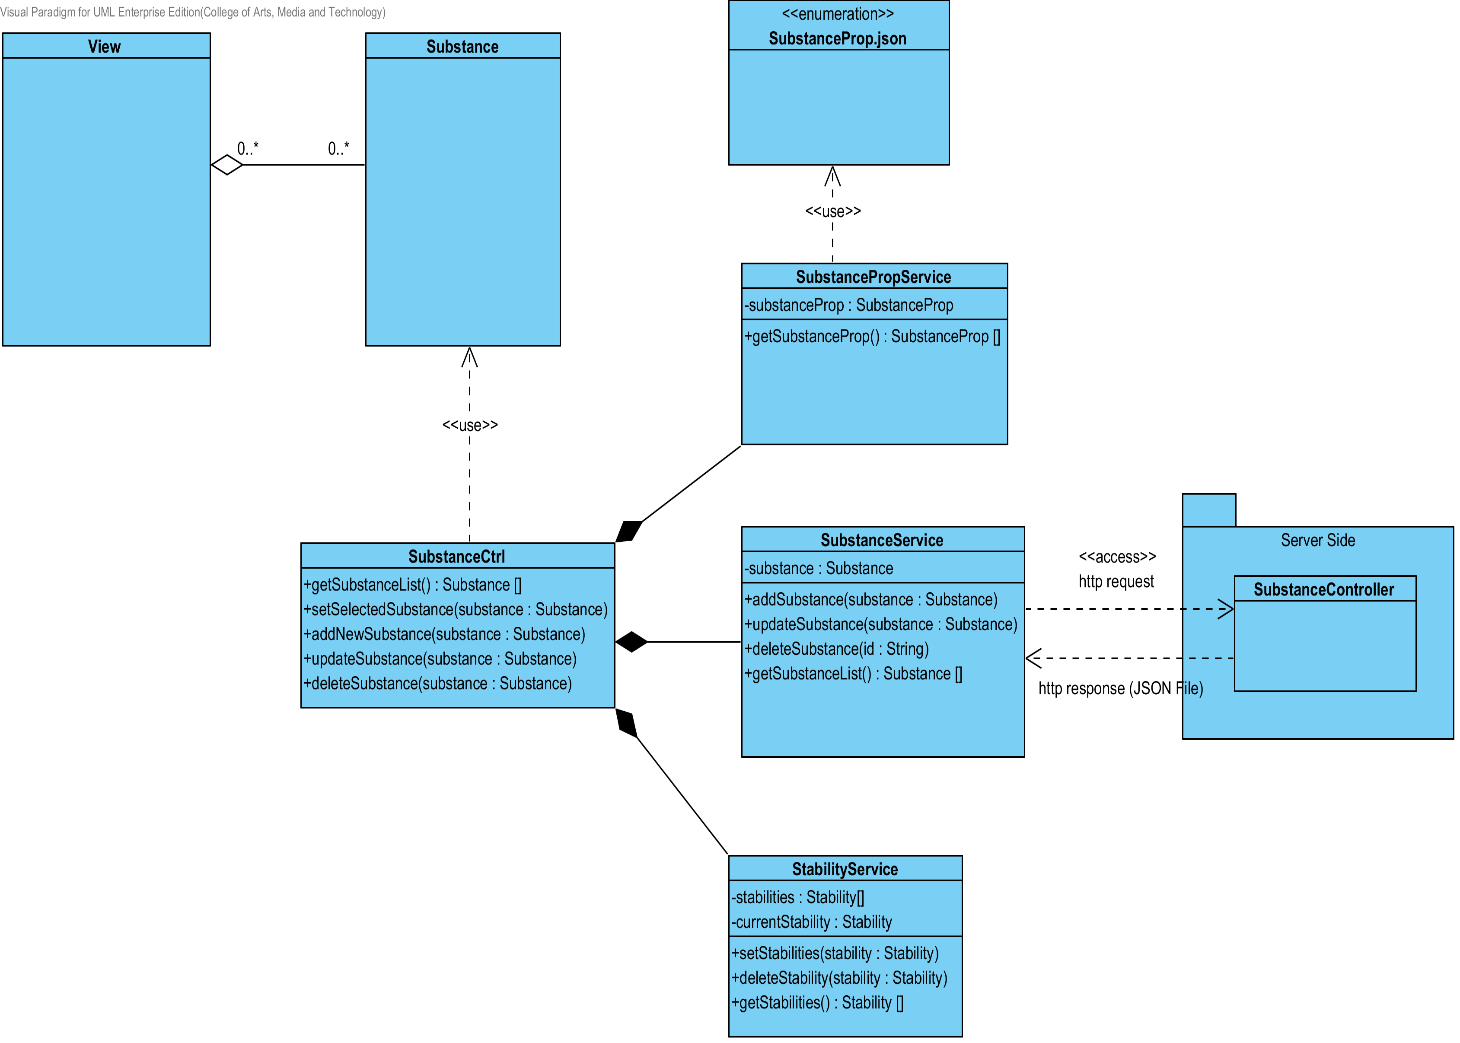 Visual Paradigm for UML Enterprise Edition(College of Arts, Media and Technology)
View
Substance
0..*
0..*
<<enumeration>>
SubstanceProp.json
<<use>>
SubstancePropService
-substanceProp : SubstanceProp
+getSubstanceProp() : SubstanceProp []
<<use>>
SubstanceCtrl
+getSubstanceList() : Substance []
+setSelectedSubstance(substance : Substance)
+addNewSubstance(substance : Substance)
+updateSubstance(substance : Substance)
+deleteSubstance(substance : Substance)
SubstanceService
-substance : Substance
+addSubstance(substance : Substance)
+updateSubstance(substance : Substance)
+deleteSubstance(id : String)
+getSubstanceList() : Substance []
<<access>>
http request
http response (JSON File)
Server Side
SubstanceController
StabilityService
-stabilities : Stability[]
-currentStability : Stability
+setStabilities(stability : Stability)
+deleteStability(stability : Stability)
+getStabilities() : Stability []